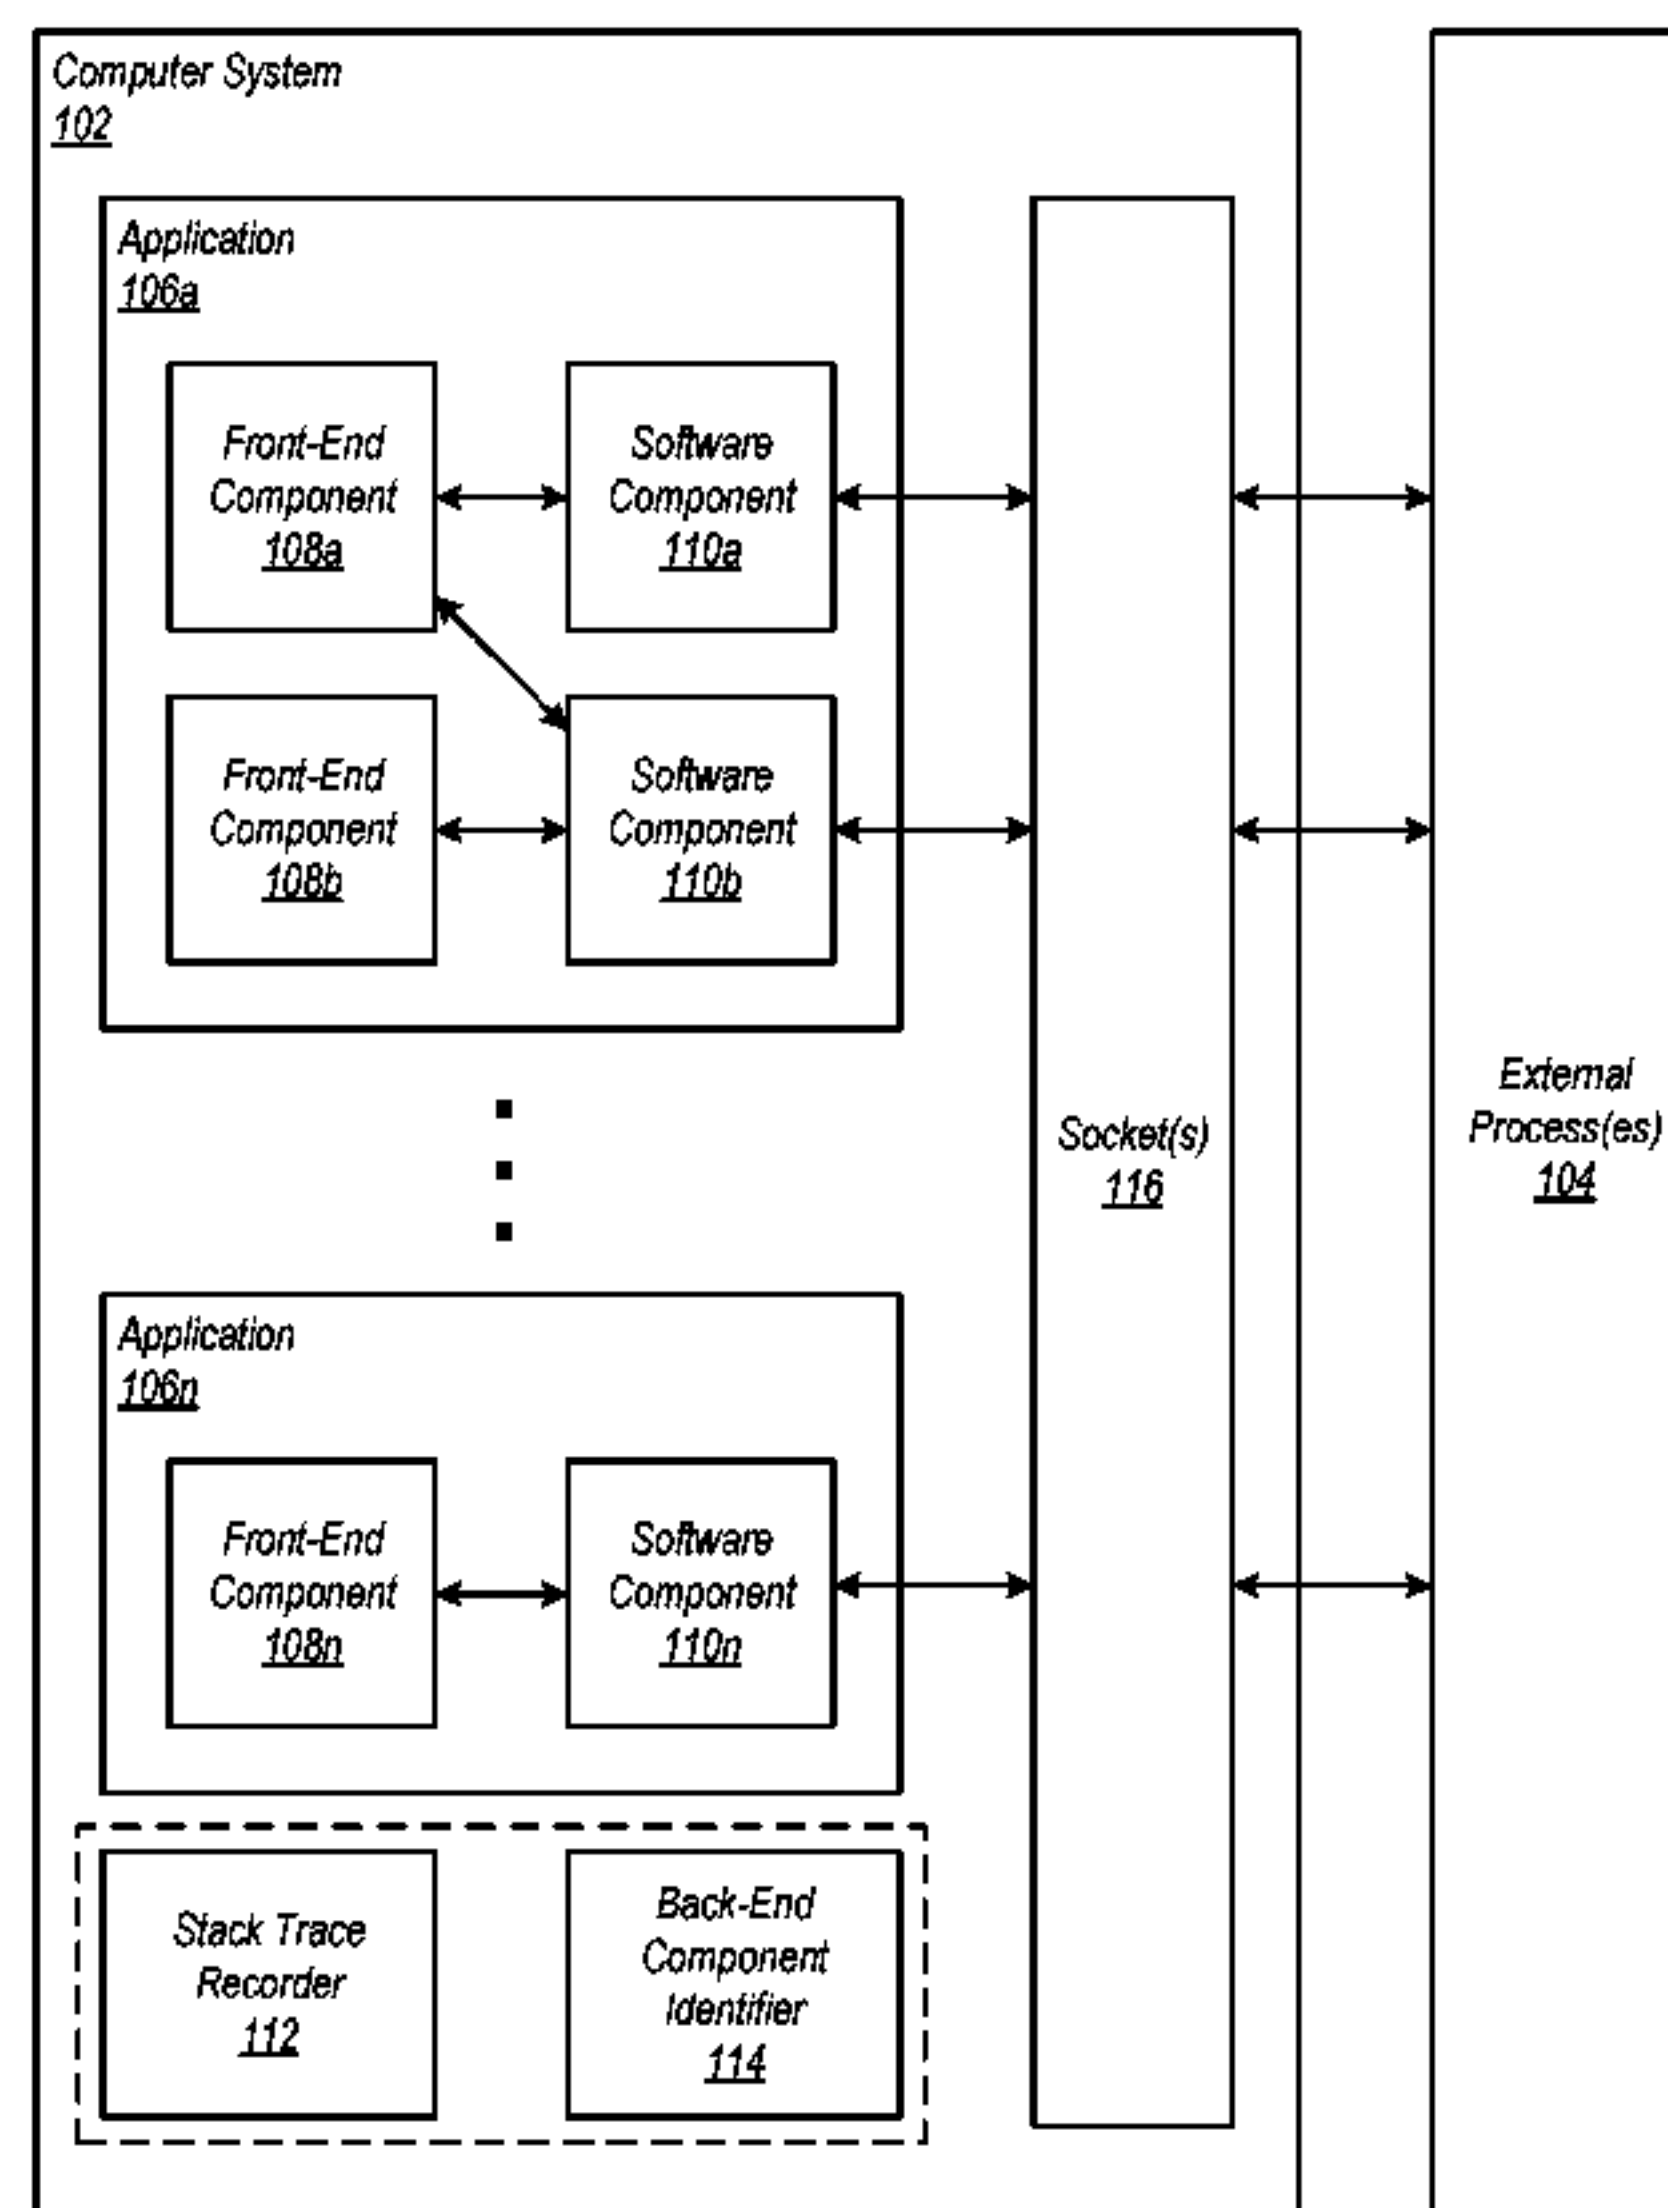 Computer System
102
Application
106a
Front-End
Component
108a
Software
Component
110a
Front-End
Component
108b
Software
Component
110b
Socket(s)
116
External
Process(es)
104
Application
106n
Front-End
Component
108n
Software
Component
110n
Stack Trace
Recorder
112
Back-End
Component
Identifier
114